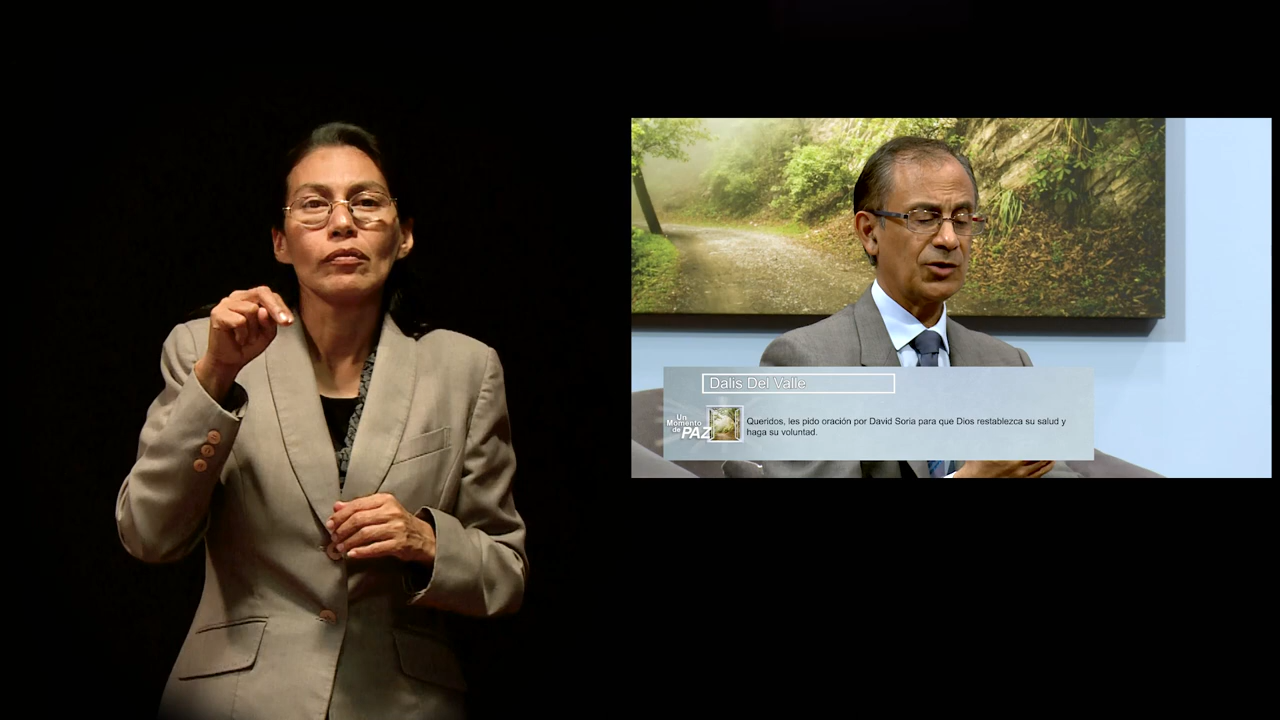 Dalis Del Valle
Un
Momento
de PAZ
Queridos, les pido oración por David Soria para que Dios restablezca su salud y
haga su voluntad.